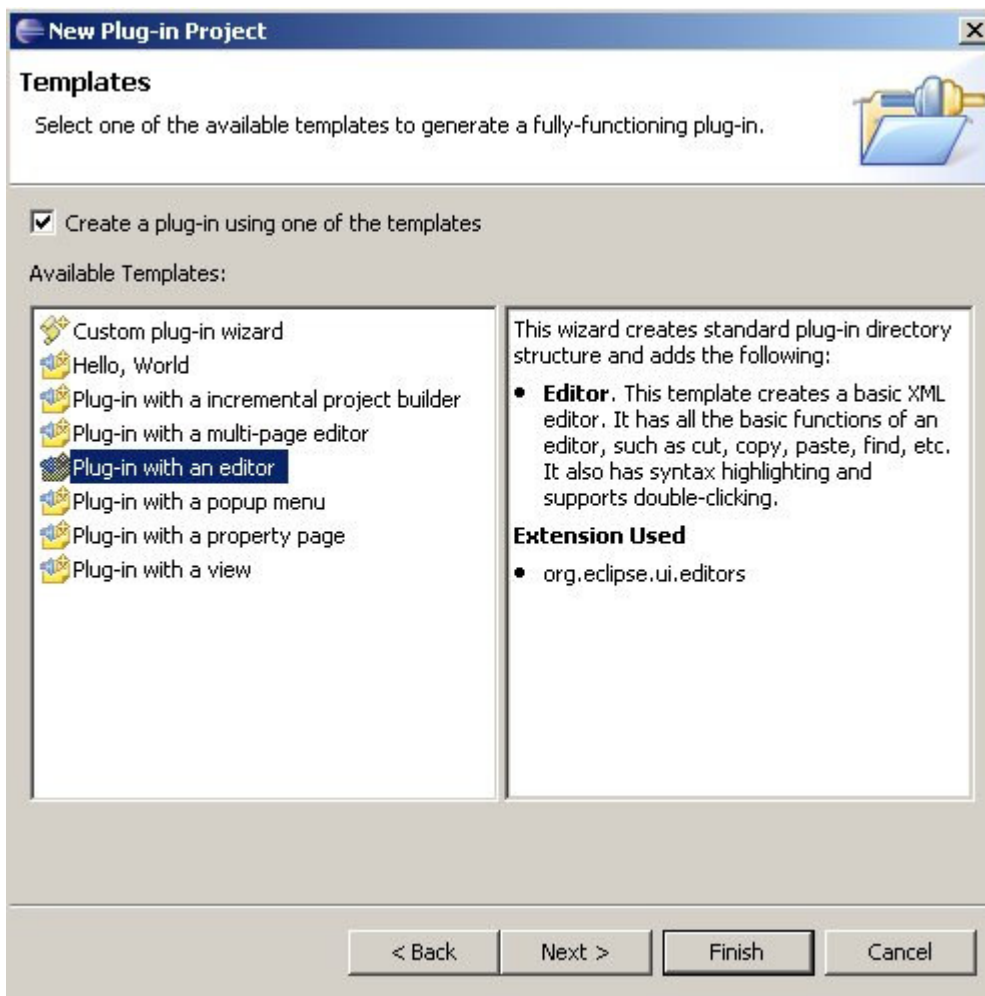 New Plug-in Project
Templates
Select one of the available templates to generate a fully-functioning plug-in.
Create a plug-in using one of the templates
Available Templates:
Custom plug-in wizard
Hello, World
Plug-in with a incremental project builder
Plug-in with a multi-page editor
Plug-in with an editor
Plug-in with a popup menu
Plug-in with a property page
Plug-in with a view
This wizard creates standard plug-in directory
structure and adds the following:
• Editor. This template creates a basic XML
editor. It has all the basic functions of an
editor, such as cut, copy, paste, find, etc.
It also has syntax highlighting and
supports double-clicking.
Extension Used
• org.eclipse.ui.editors
< Back
Next >
Finish
Cancel